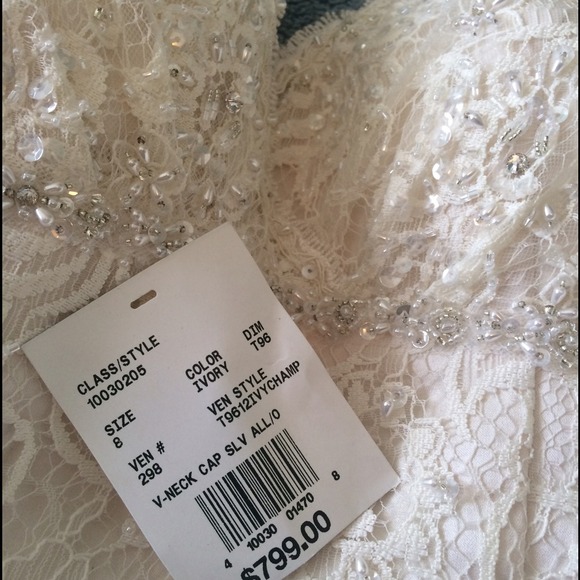 CLASS/STYLE
10030205
COLOR
IVORY
DIM
T96
SIZE
8
VEN STYLE
T9612IVYCHAMP
VEN #
298
V-NECK CAP SLV ALL/O
4 10030 01470 8
$799.00